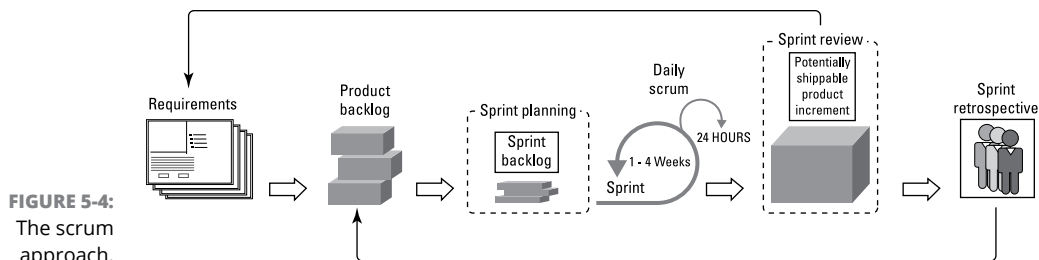 Requirements
Product
backlog
Sprint planning
Sprint
backlog
Daily
scrum
24 HOURS
1 - 4 Weeks
Sprint
Sprint review
Potentially
shippable
product
increment
Sprint
retrospective
FIGURE 5-4:
The scrum
approach.